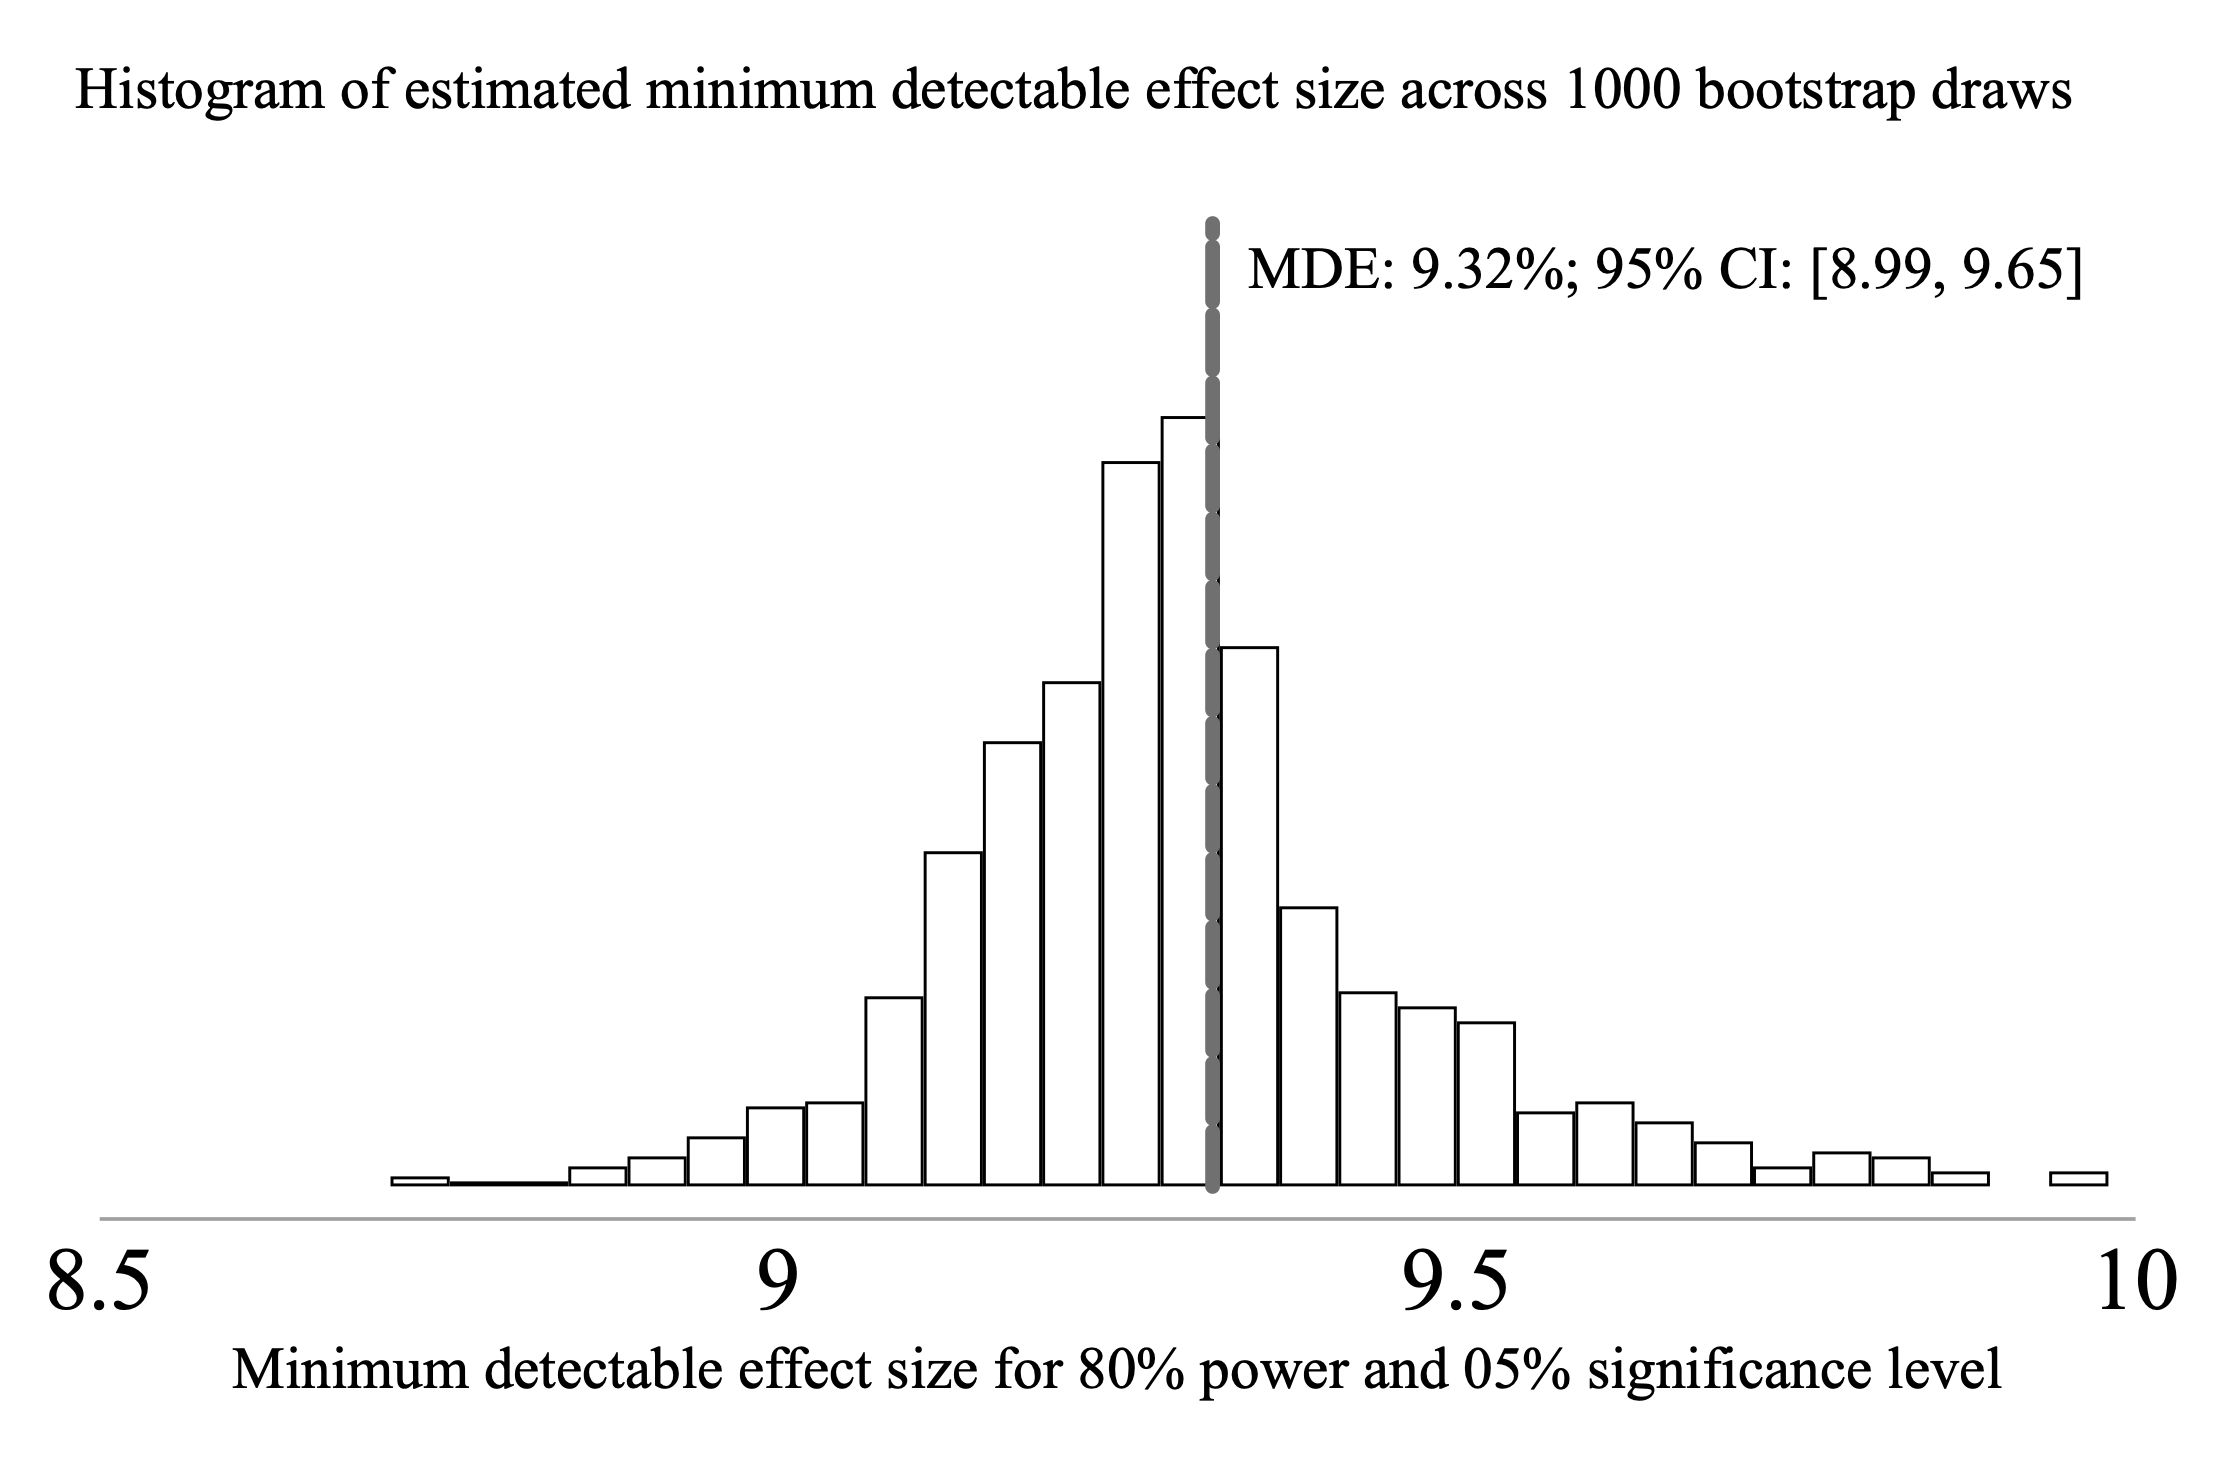 Histogram of estimated minimum detectable effect size across 1000 bootstrap draws
MDE: 9.32%; 95% CI: [8.99, 9.65]
8.5 9 9.5 10
Minimum detectable effect size for 80% power and 05% significance level